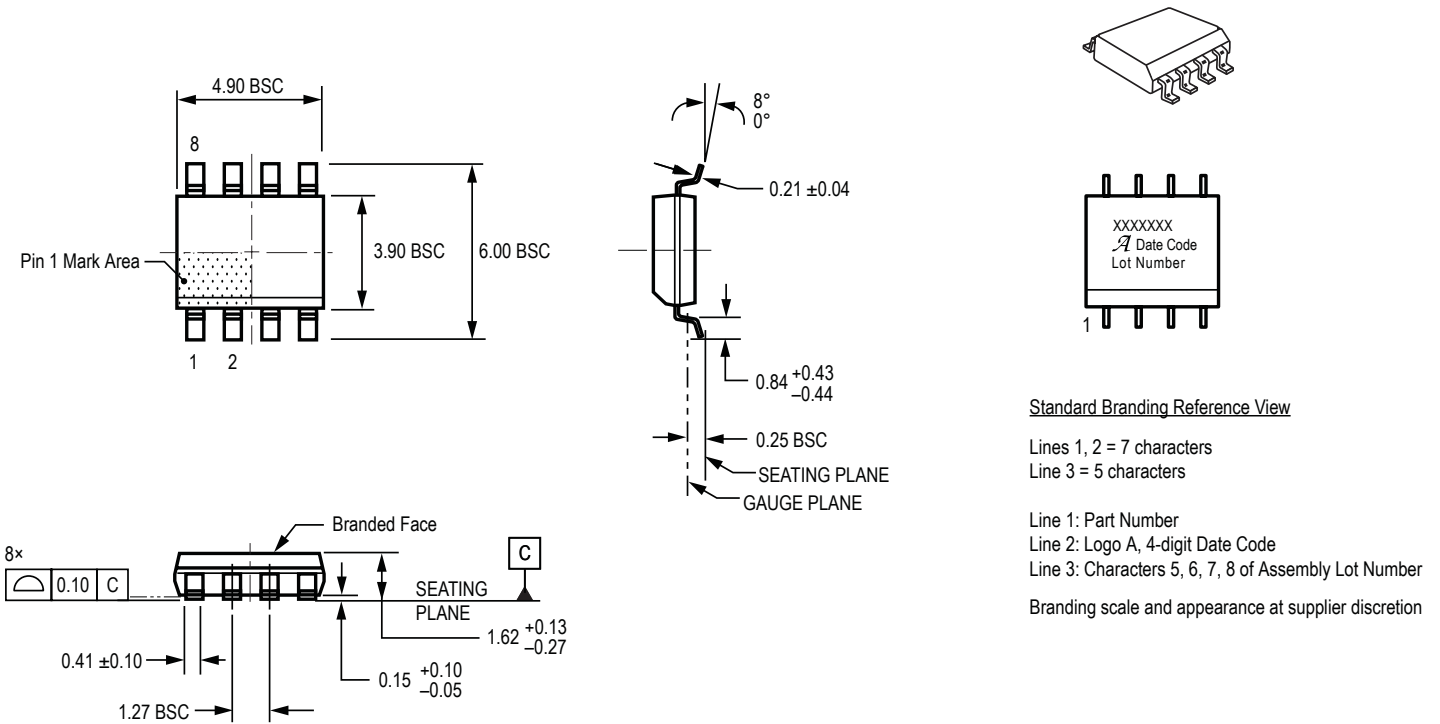 4.90 BSC
8
8°
0°
0.21 ±0.04
3.90 BSC
6.00 BSC
Pin 1 Mark Area
1 2
XXXXXXX
A Date Code
Lot Number
1
0.84 +0.43
–0.44
0.25 BSC
SEATING PLANE
GAUGE PLANE
Standard Branding Reference View
Lines 1, 2 = 7 characters
Line 3 = 5 characters
Line 1: Part Number
Line 2: Logo A, 4-digit Date Code
Line 3: Characters 5, 6, 7, 8 of Assembly Lot Number
Branding scale and appearance at supplier discretion
Branded Face
8×
0.10 C
C
SEATING
PLANE
1.62 +0.13
–0.27
0.41 ±0.10
0.15 +0.10
–0.05
1.27 BSC